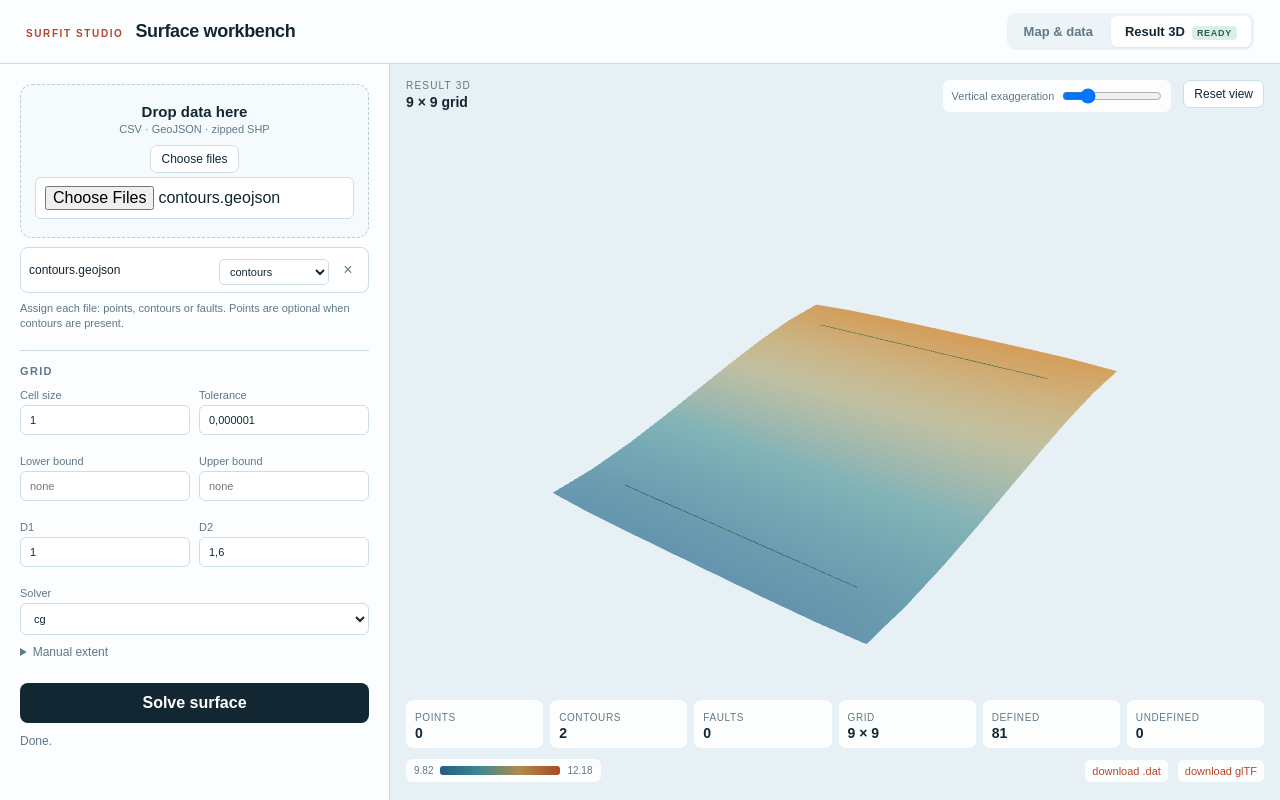 SURFIT STUDIO Surface workbench
Map & data
Result 3D READY
Drop data here
CSV · GeoJSON · zipped SHP
Choose files
Choose Files contours.geojson
contours.geojson contours ×
Assign each file: points, contours or faults. Points are optional when
contours are present.
GRID
Cell size Tolerance
1 0,000001
Lower bound Upper bound
none none
D1 D2
1 1,6
Solver
cg
Manual extent
Solve surface
Done.
RESULT 3D
9 × 9 grid
Vertical exaggeration
Reset view
POINTS CONTOURS FAULTS GRID DEFINED UNDEFINED
0 2 0 9 × 9 81 0
9.82 12.18
download .dat download glTF